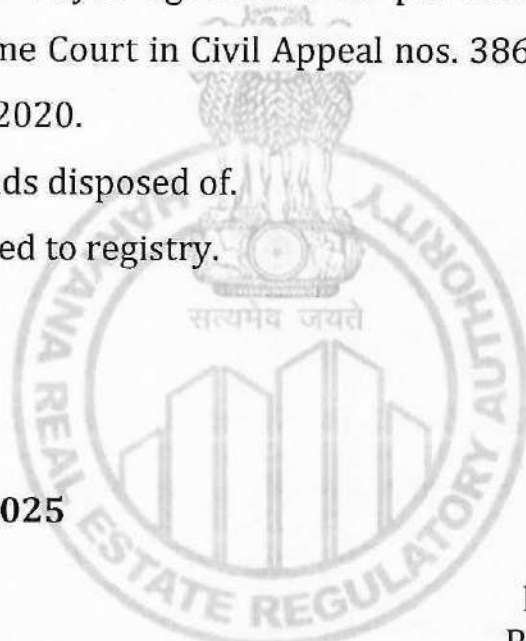 me Court in Civil Appeal nos. 386
2020.
ds disposed of.
ed to registry.
सत्यमेव जयते
HARYANA REAL ESTATE REGULATORY AUTHORITY
025